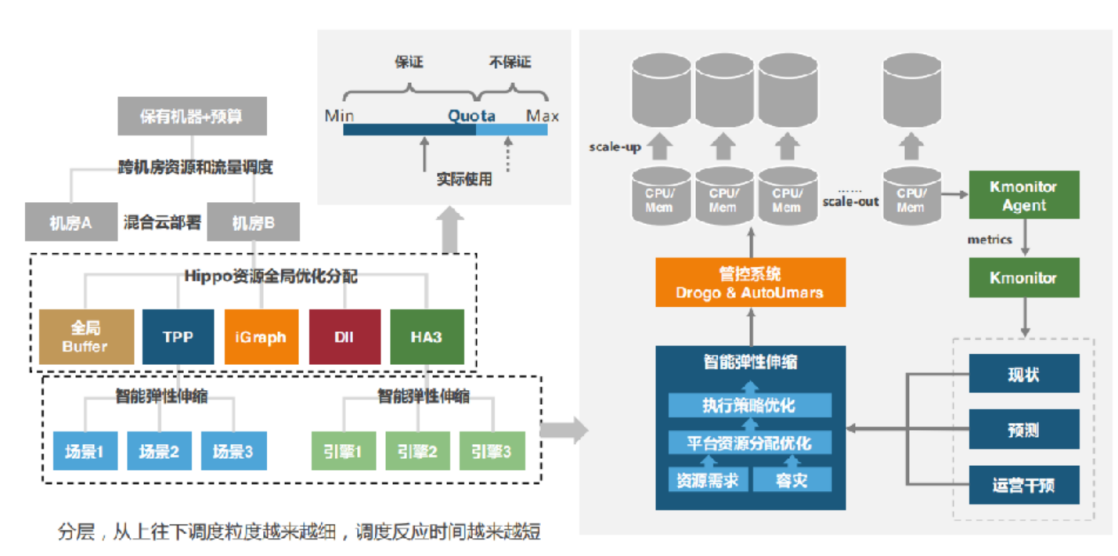 保有机器+预算
跨机房资源和流量调度
机房A
混合云部署
机房B
Hippo资源全局优化分配
全局
Buffer
TPP
iGraph
DII
HA3
智能弹性伸缩
智能弹性伸缩
场景1
场景2
场景3
引擎1
引擎2
引擎3
分层，从上往下调度粒度越来越细，调度反应时间越来越短
保证
不保证
Min
Quota
Max
实际使用
scale-up
CPU/
Mem
CPU/
Mem
CPU/
Mem
......
scale-out
CPU/
Mem
Kmonitor
Agent
metrics
Kmonitor
管控系统
Drogo & AutoUmars
智能弹性伸缩
执行策略优化
平台资源分配优化
资源需求
容灾
现状
预测
运营干预